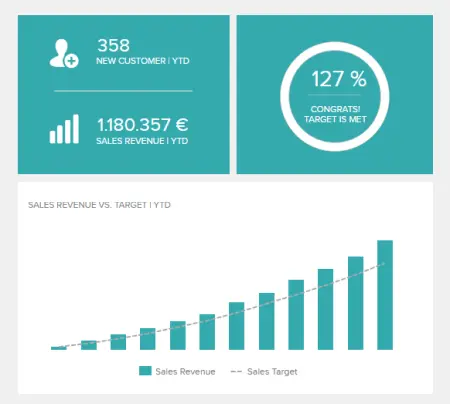 358
NEW CUSTOMER | YTD
1.180.357 €
SALES REVENUE | YTD
127 %
CONGRATS!
TARGET IS MET
SALES REVENUE VS. TARGET | YTD
Sales Revenue
Sales Target